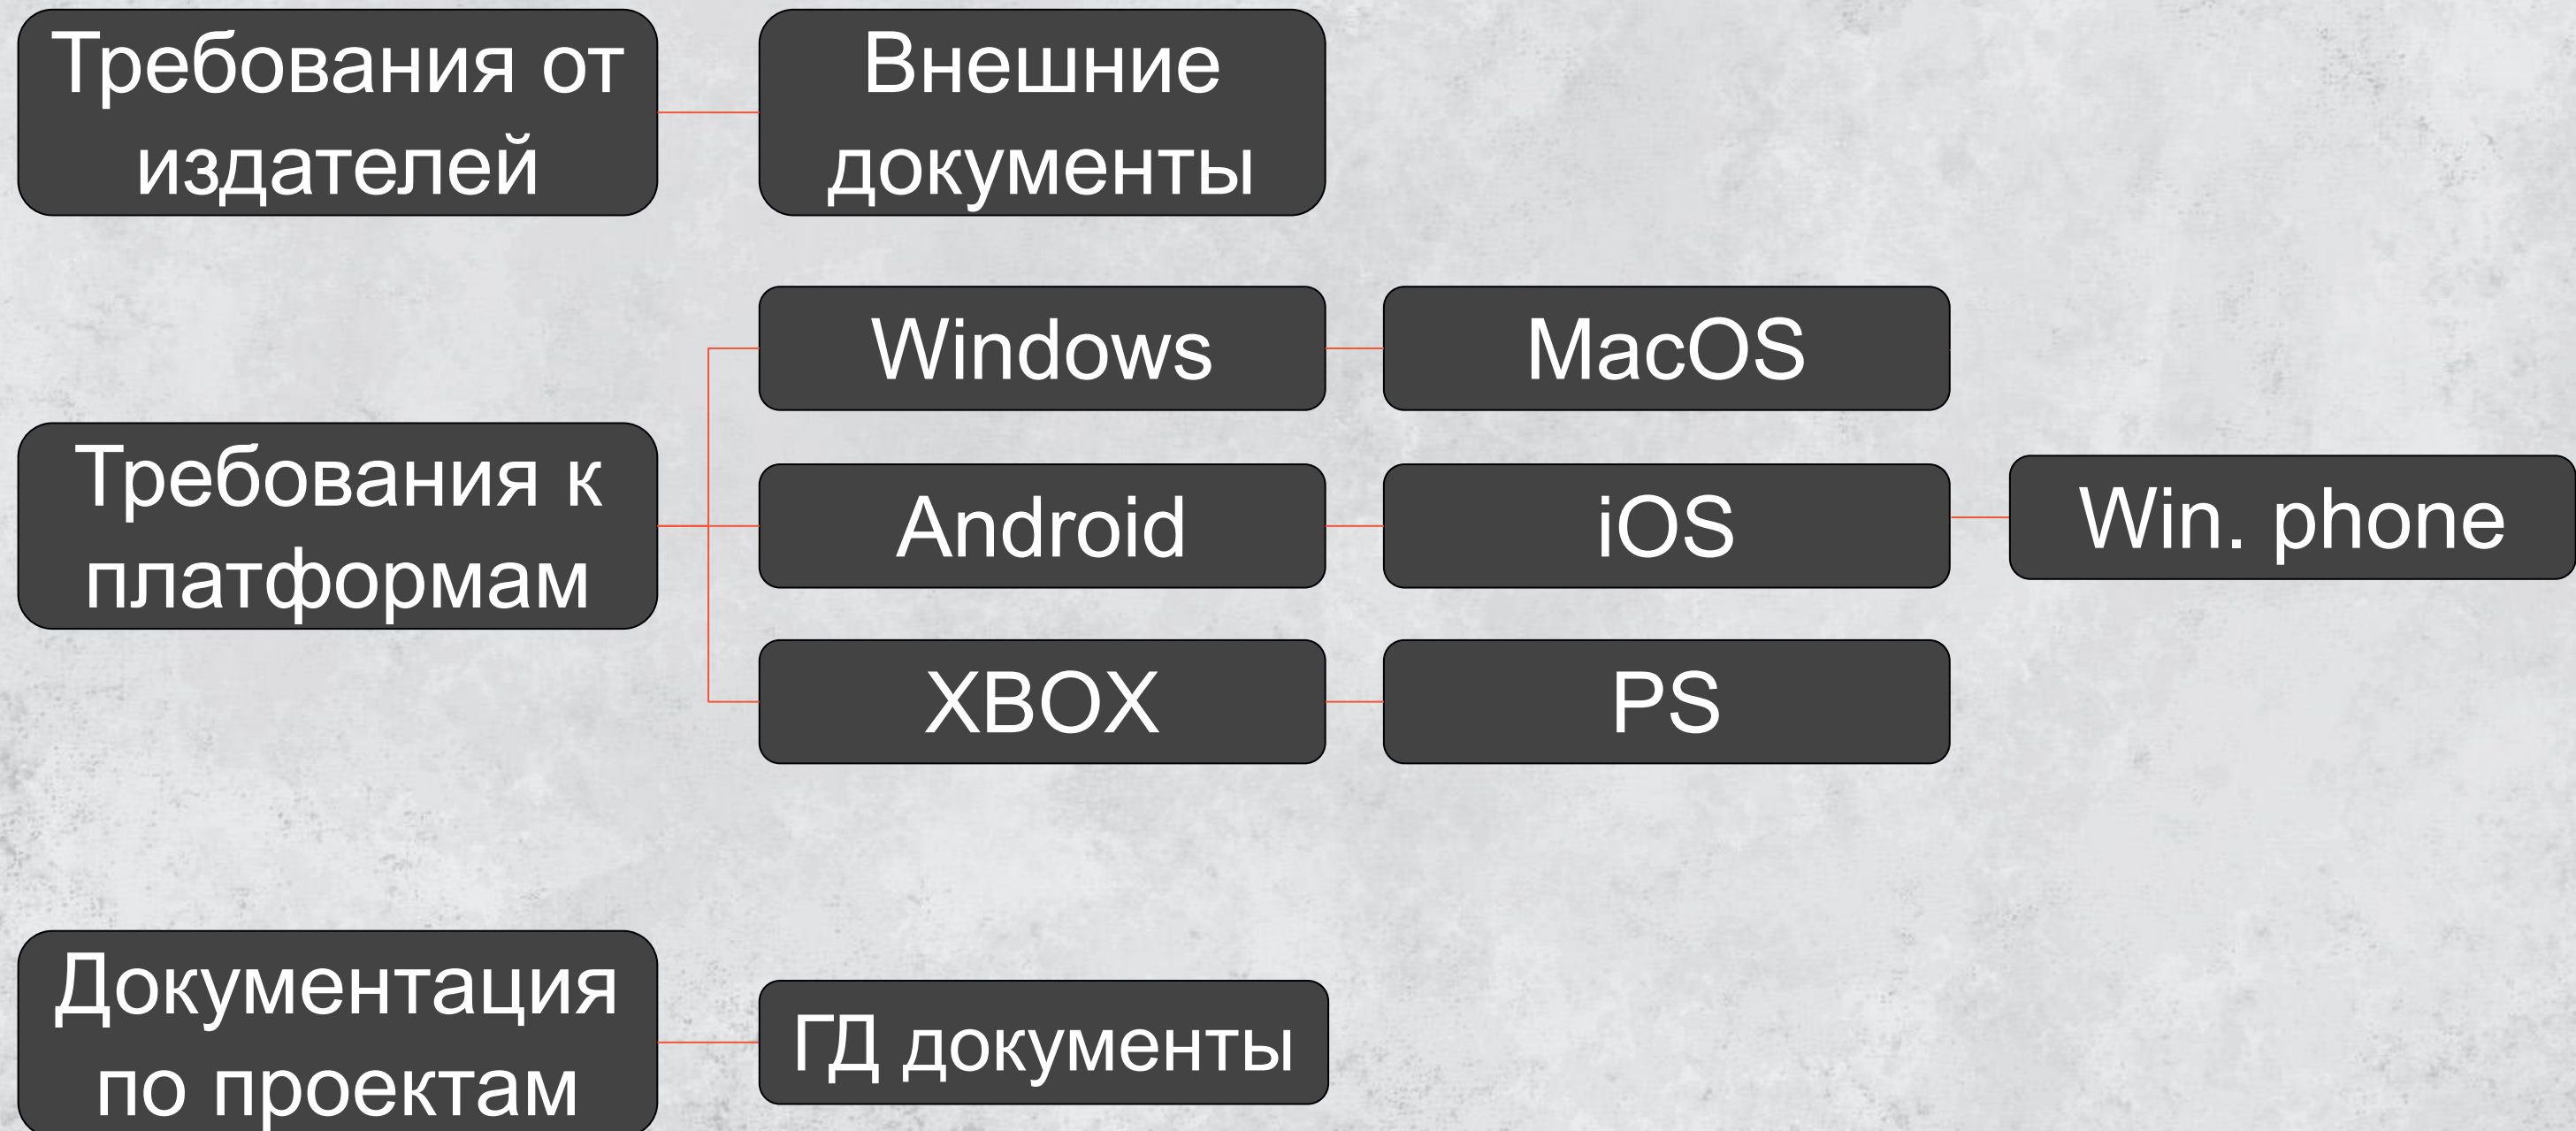 Требования от
издателей
Внешние
документы
Windows
MacOS
Требования к
платформам
Android
iOS
Win. phone
XBOX
PS
Документация
по проектам
ГД документы